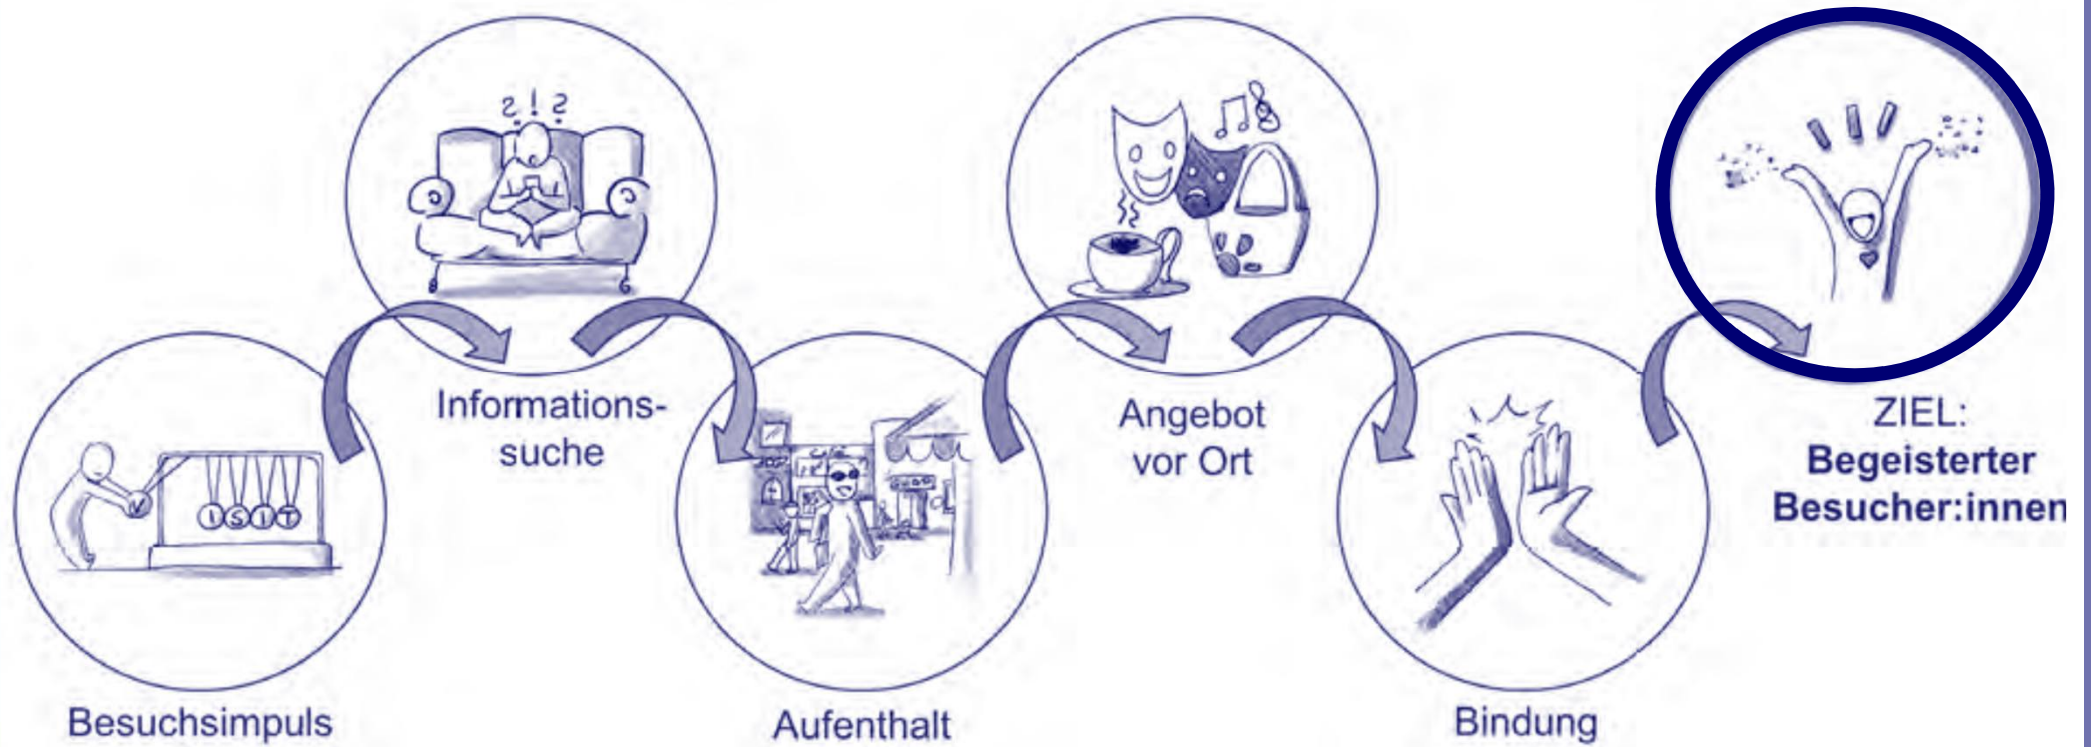 ? ! ?
Informations-
suche
Angebot
vor Ort
ZIEL:
Begeisterter
Besucher:innen
V I S I T
Besuchsimpuls
Aufenthalt
Bindung